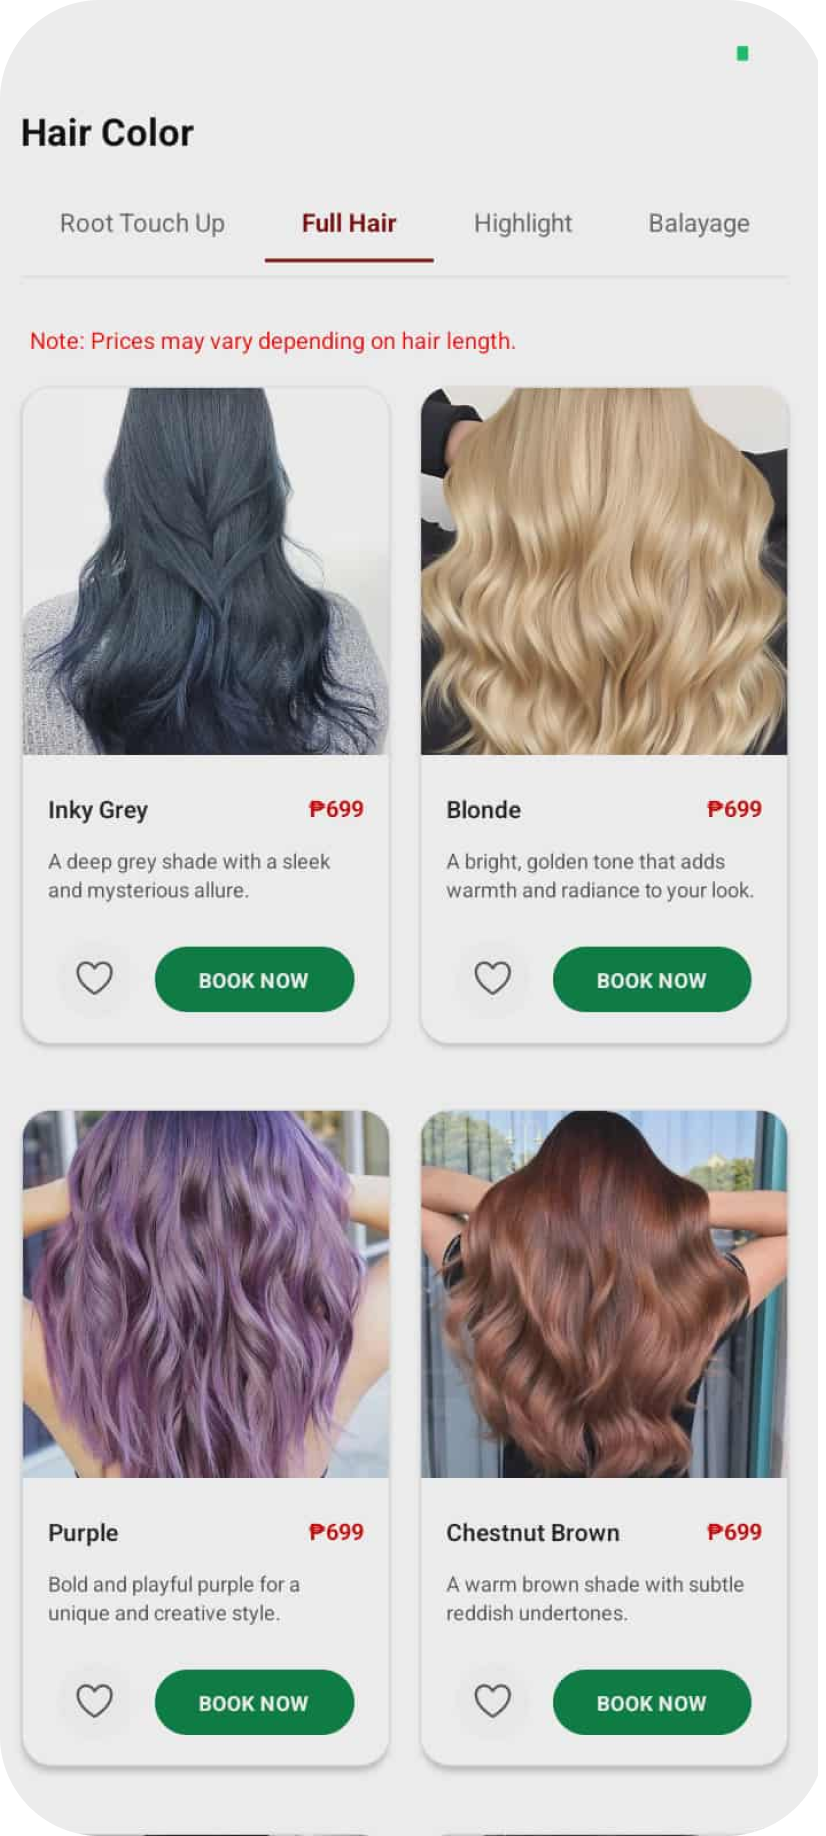 Hair Color
Root Touch Up
Full Hair
Highlight
Balayage
Note: Prices may vary depending on hair length.
Inky Grey
₱699
A deep grey shade with a sleek
and mysterious allure.
BOOK NOW
Blonde
₱699
A bright, golden tone that adds
warmth and radiance to your look.
BOOK NOW
Purple
₱699
Bold and playful purple for a
unique and creative style.
BOOK NOW
Chestnut Brown
₱699
A warm brown shade with subtle
reddish undertones.
BOOK NOW